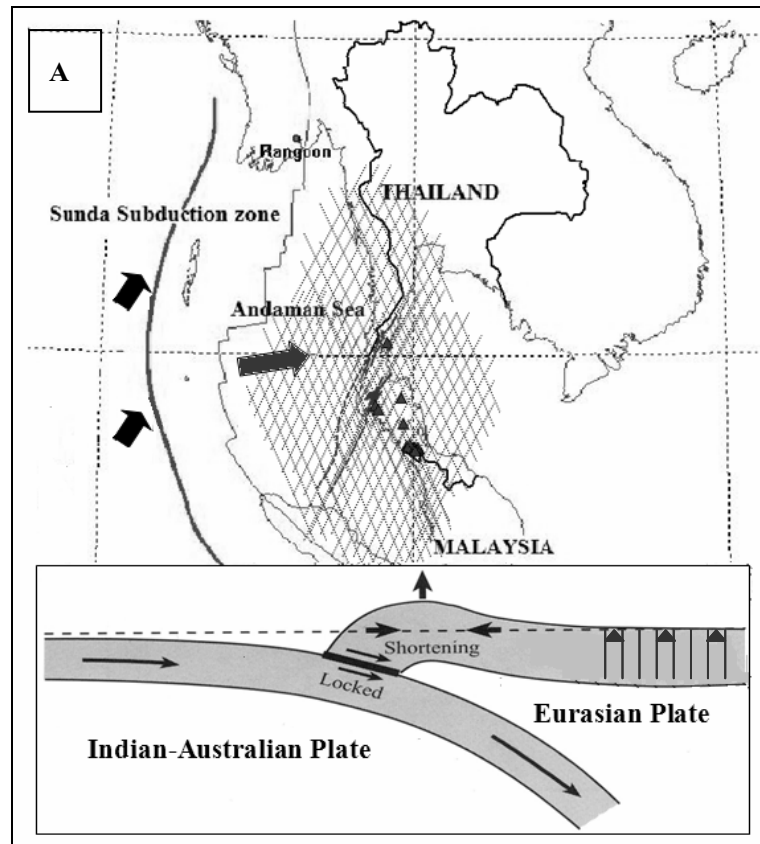 A
Rangoon
THAILAND
Sunda Subduction zone
Andaman Sea
MALAYSIA
Shortening
Locked
Eurasian Plate
Indian-Australian Plate